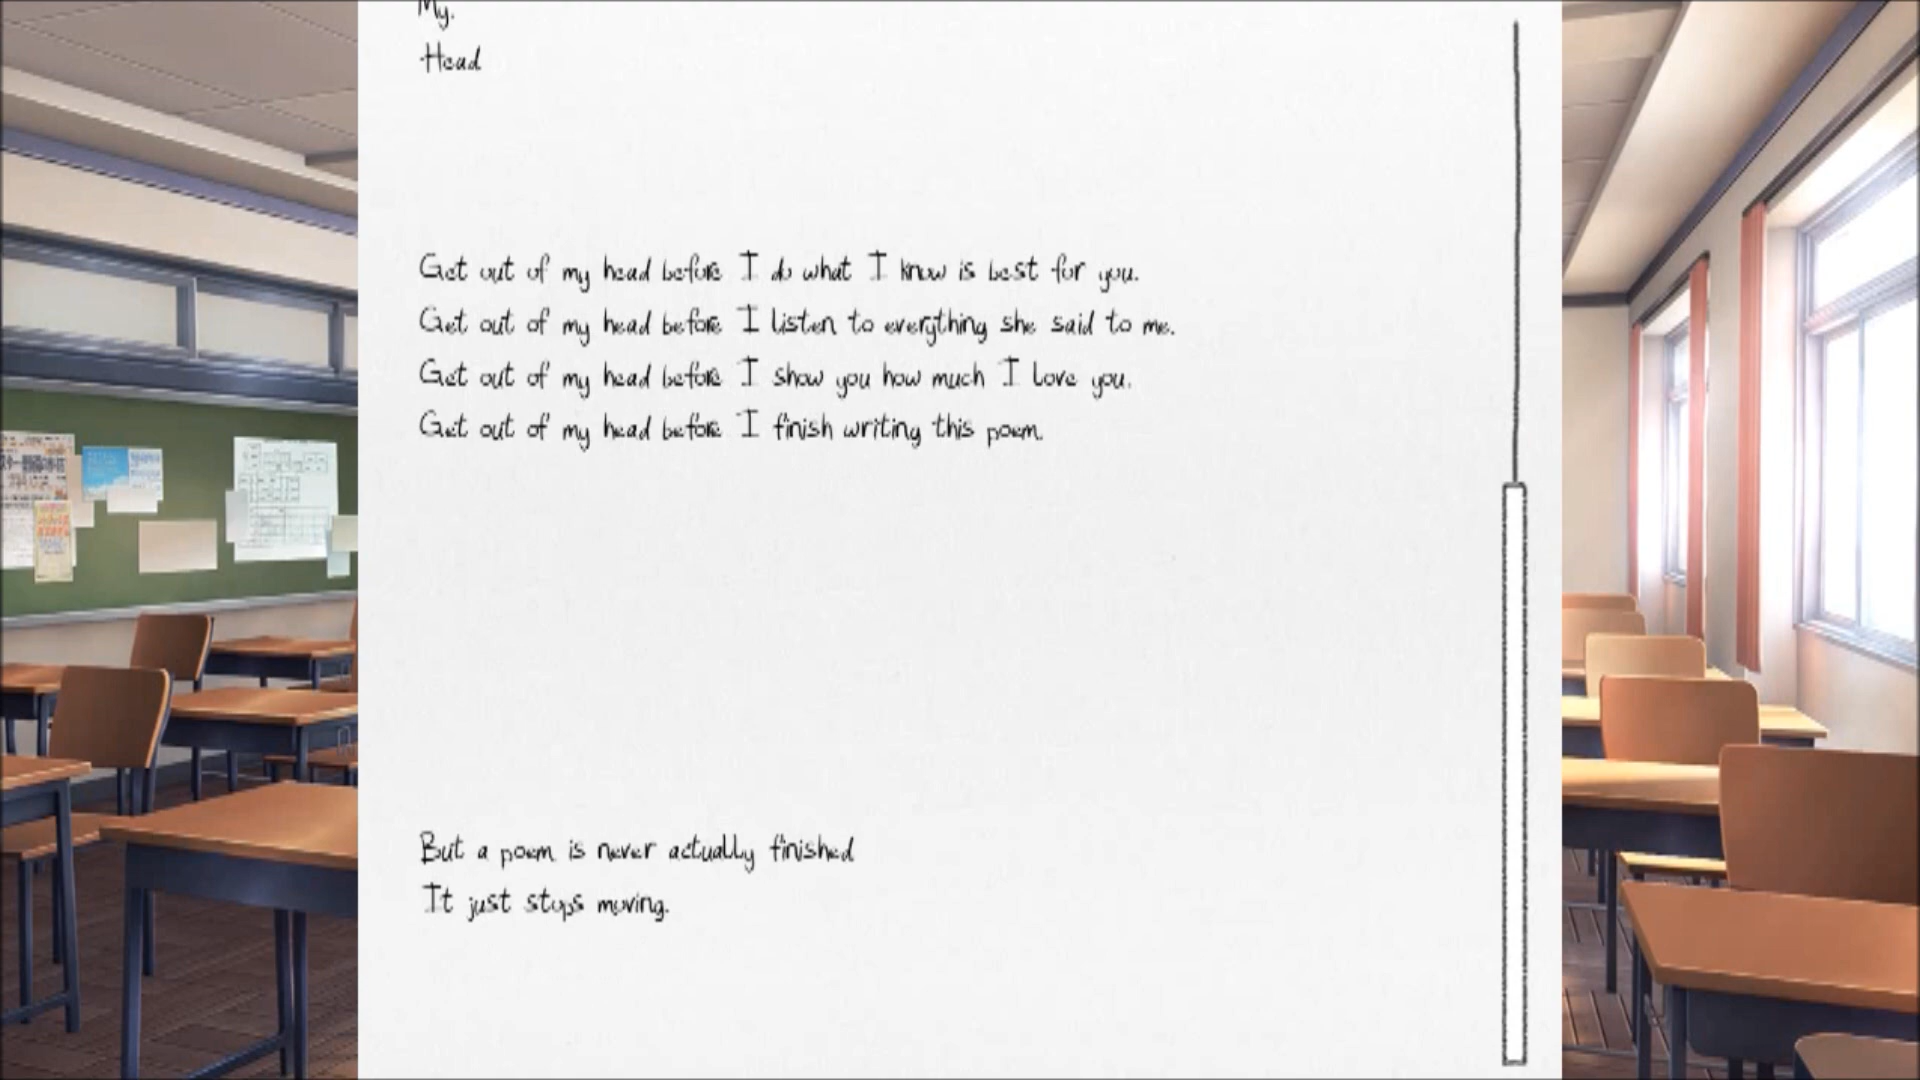 My.
Head
Get out of my head before I do what I know is best for you.
Get out of my head before I listen to everything she said to me.
Get out of my head before I show you how much I love you.
Get out of my head before I finish writing this poem.
But a poem is never actually finished
It just stops moving.